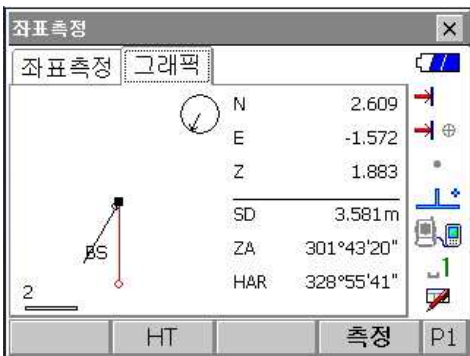 좌표측정
좌표측정 그래픽
N 2.609
E -1.572
Z 1.883
SD 3.581m
ZA 301°43'20"
HAR 328°55'41"
BS
2
1
HT 측정 P1